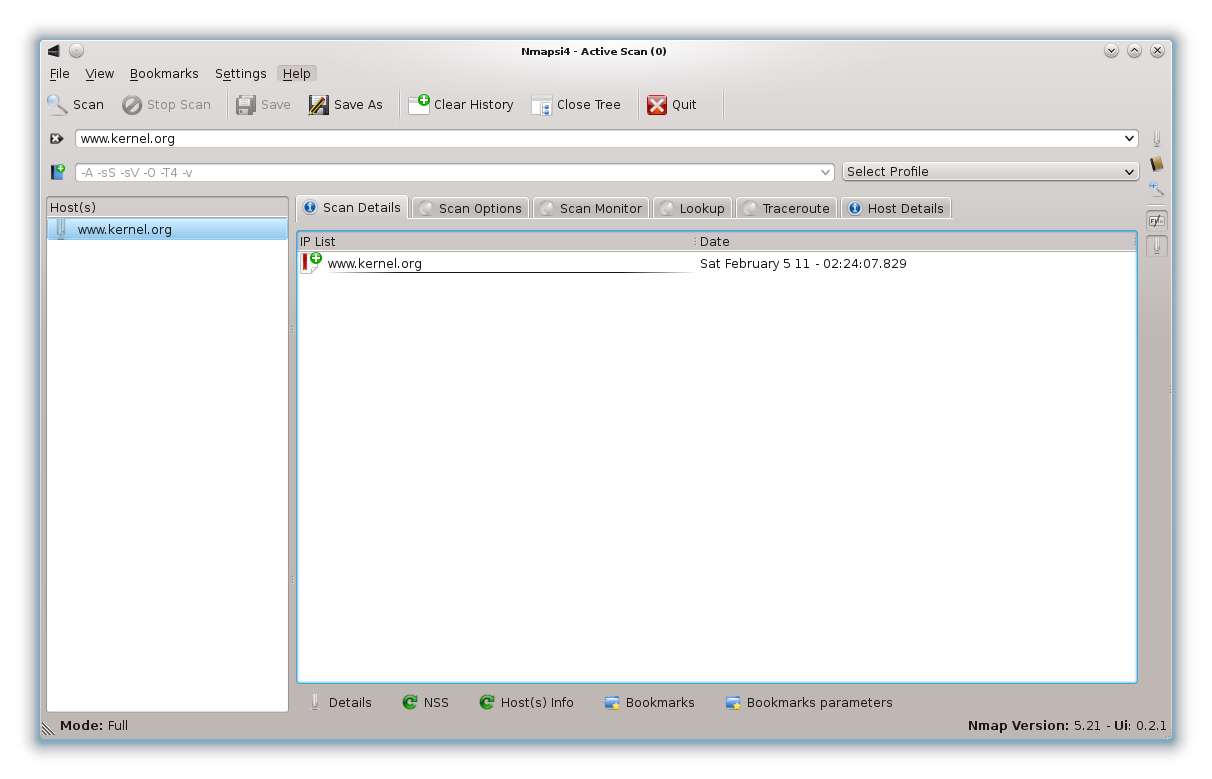 Nmapsi4 - Active Scan (0)
File View Bookmarks Settings Help
Scan Stop Scan Save Save As Clear History Close Tree Quit
www.kernel.org
-A -sS -sV -O -T4 -v Select Profile
Host(s) Scan Details Scan Options Scan Monitor Lookup Traceroute Host Details
www.kernel.org
IP List Date
www.kernel.org Sat February 5 11 - 02:24:07.829
Details NSS Host(s) Info Bookmarks Bookmarks parameters
Mode: Full Nmap Version: 5.21 - Ui: 0.2.1